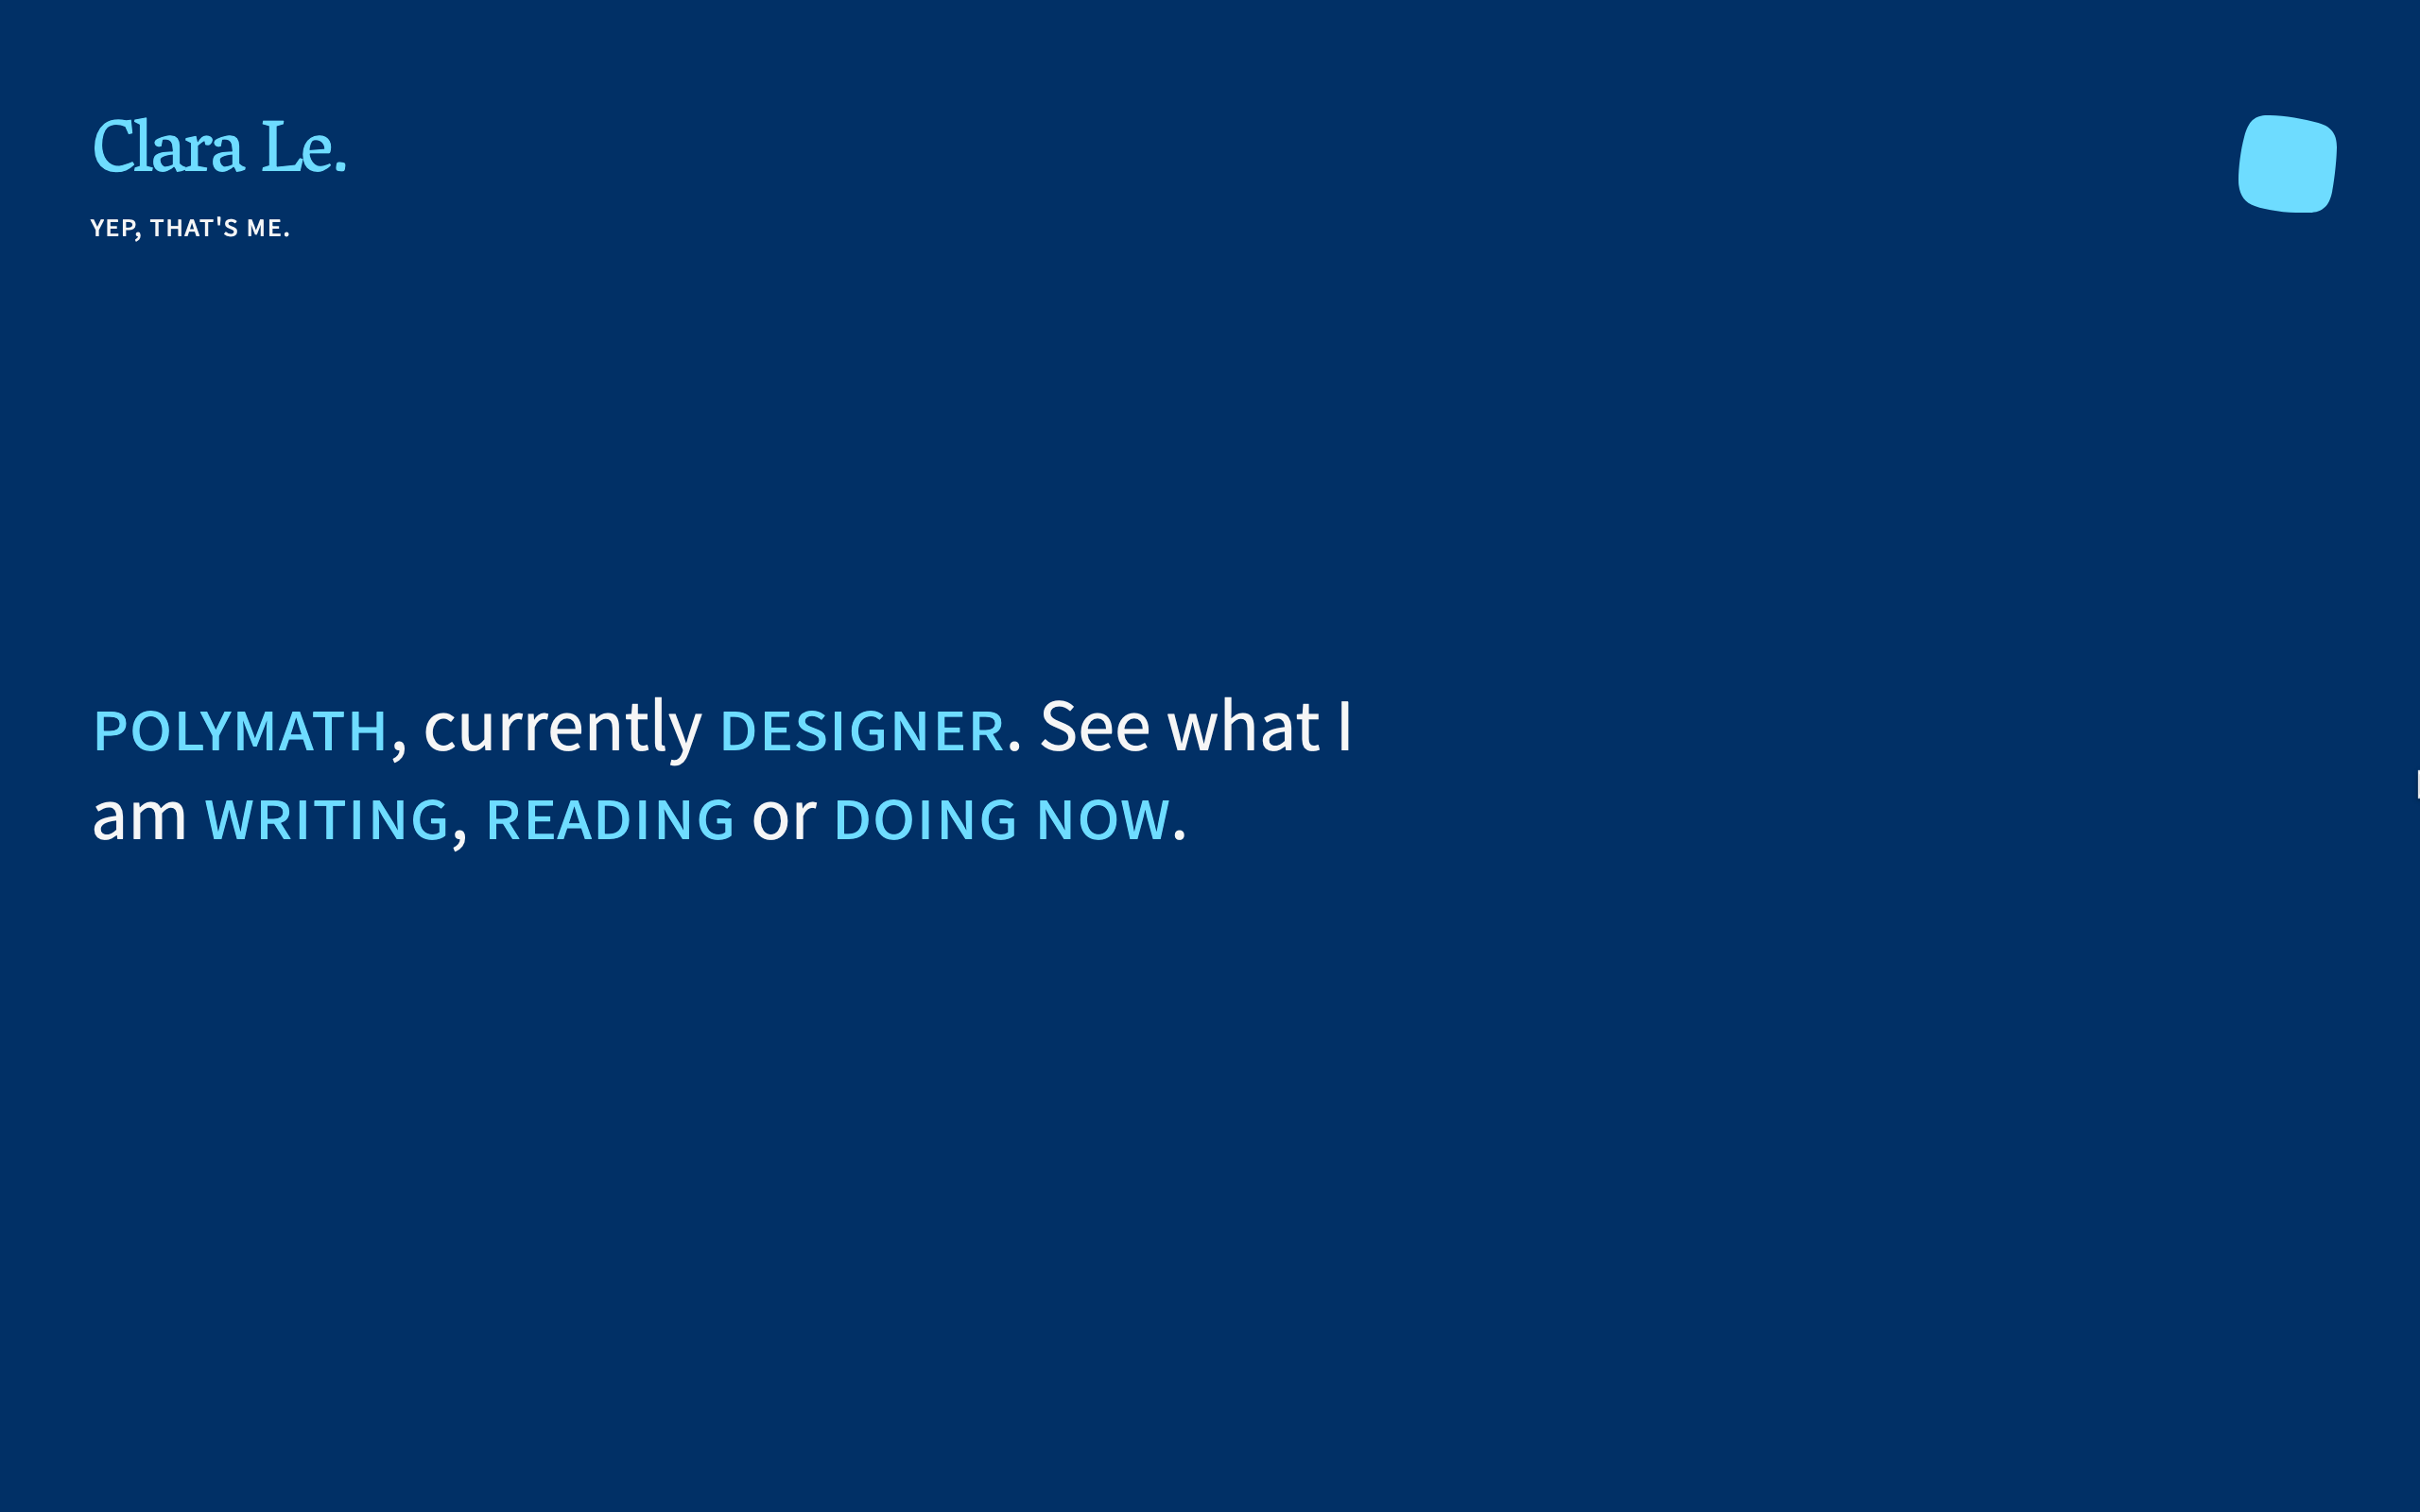 Clara Le.
YEP, THAT'S ME.
POLYMATH, currently DESIGNER. See what I
am WRITING, READING or DOING NOW.